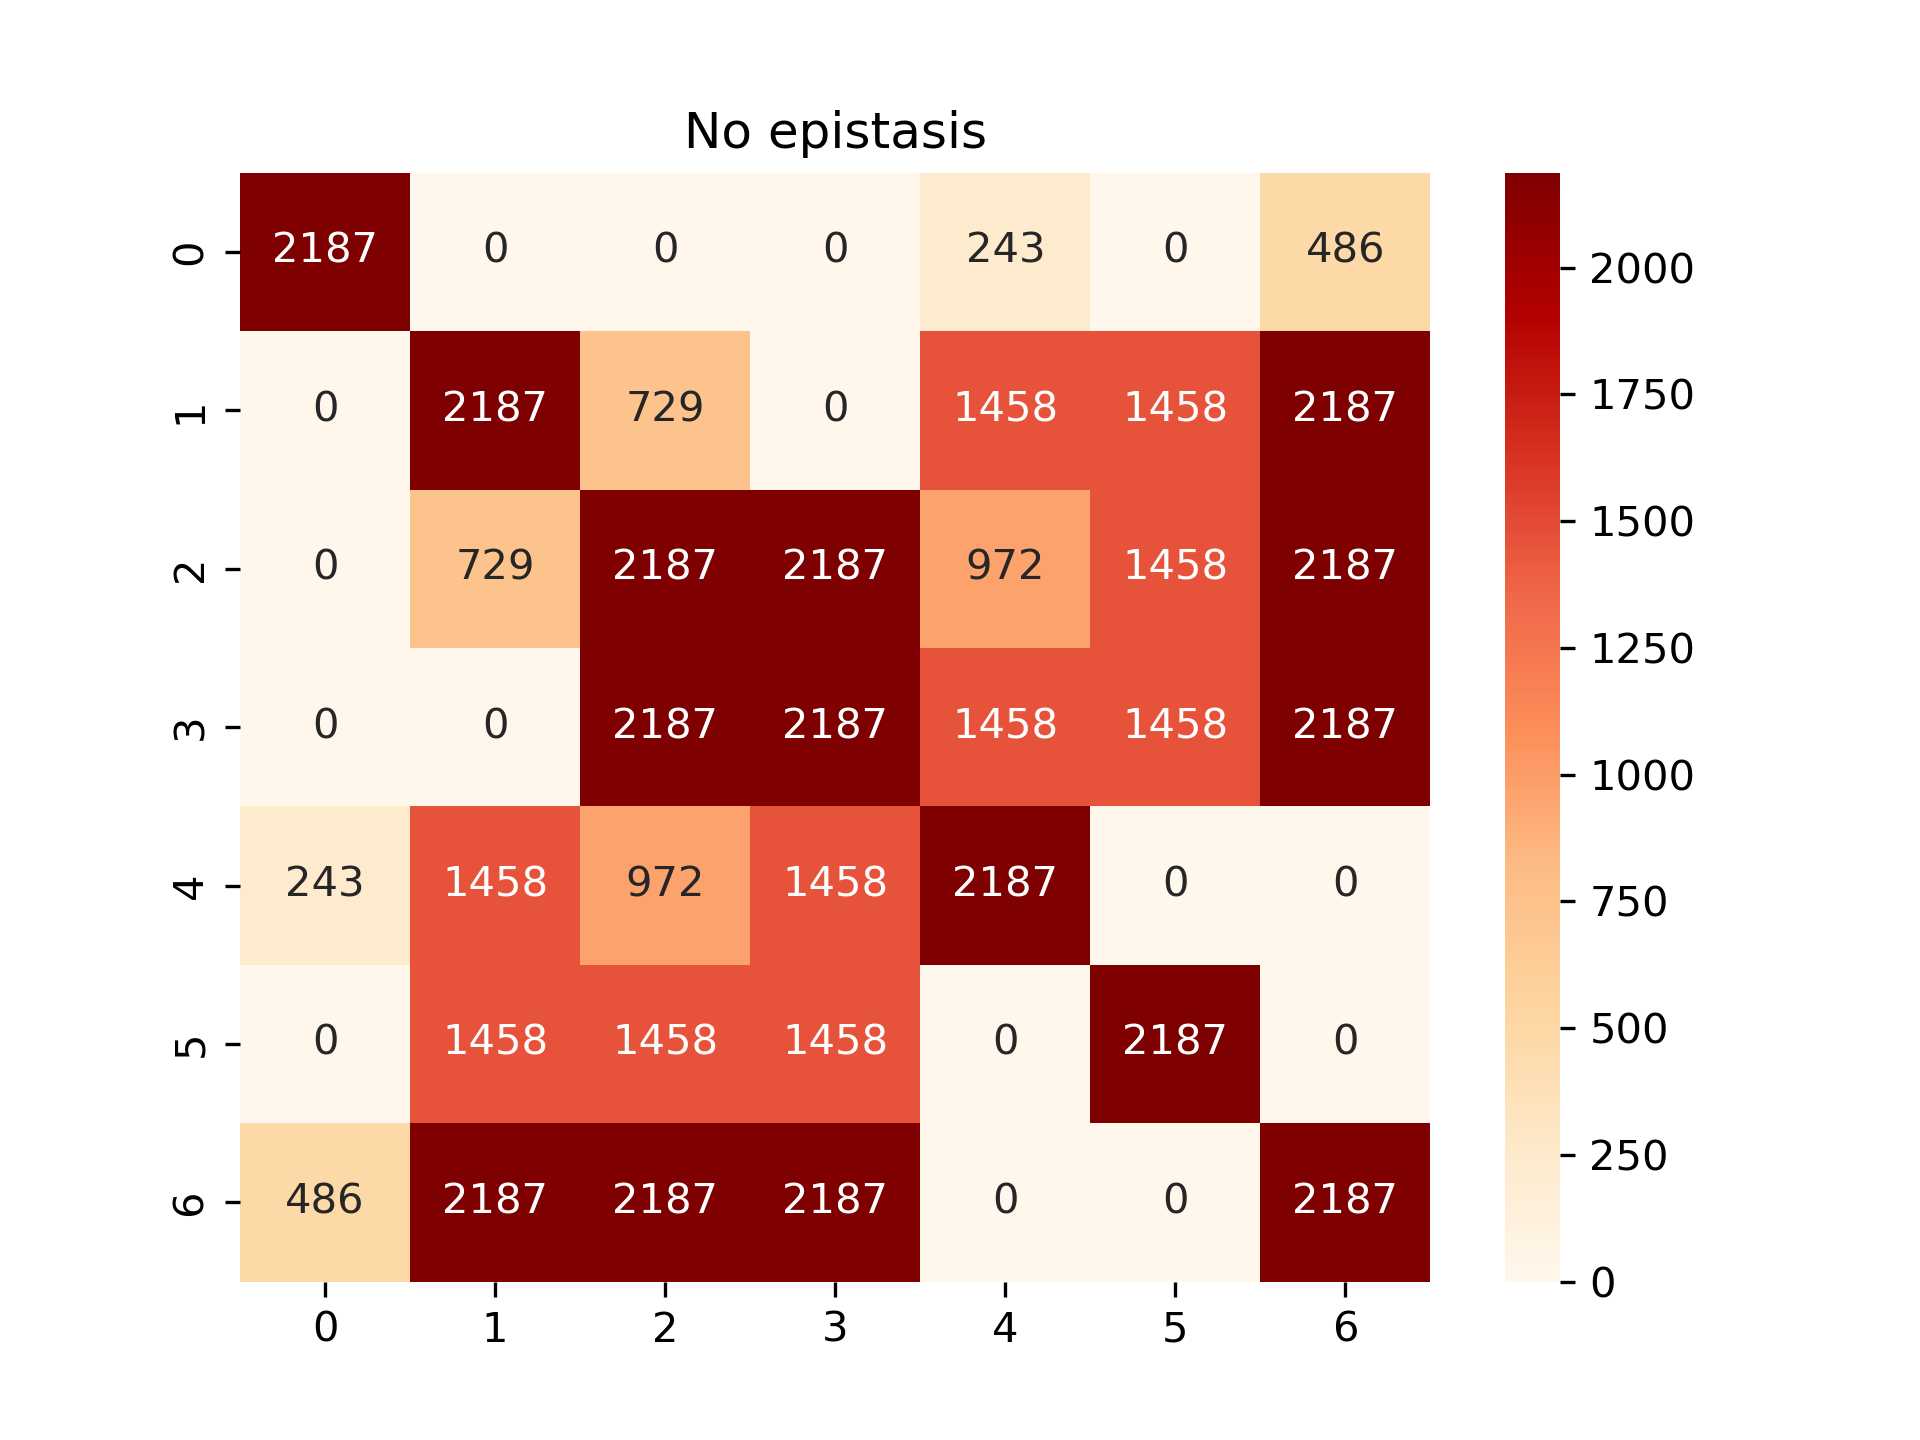 No epistasis
0 2187 0 0 0 243 0 486
1 0 2187 729 0 1458 1458 2187
2 0 729 2187 2187 972 1458 2187
3 0 0 2187 2187 1458 1458 2187
4 243 1458 972 1458 2187 0 0
5 0 1458 1458 1458 0 2187 0
6 486 2187 2187 2187 0 0 2187
0 1 2 3 4 5 6
2000
1750
1500
1250
1000
750
500
250
0